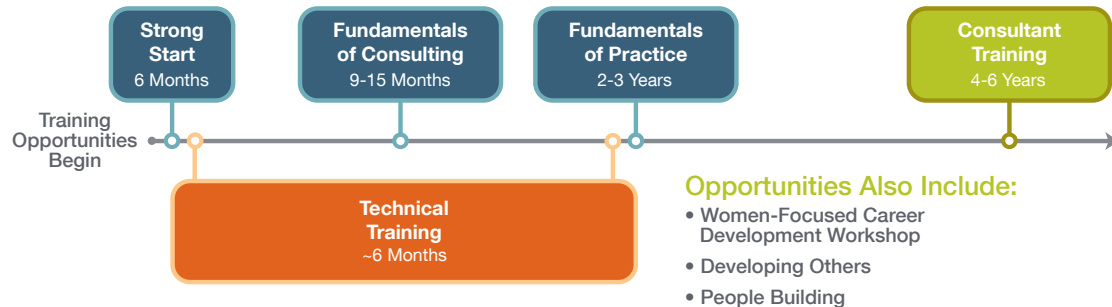 Strong
Start
6 Months
Fundamentals
of Consulting
9-15 Months
Fundamentals
of Practice
2-3 Years
Consultant
Training
4-6 Years
Training
Opportunities
Begin
Technical
Training
~6 Months
Opportunities Also Include:
• Women-Focused Career
Development Workshop
• Developing Others
• People Building